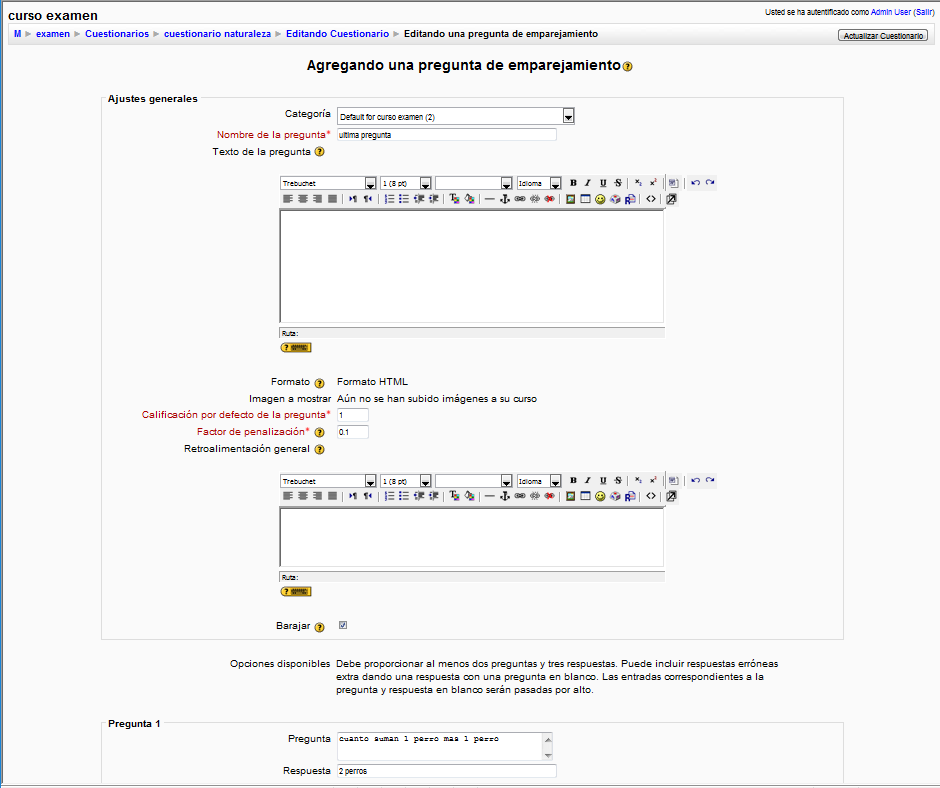 curso examen
Usted se ha autentificado como Admin User (Salir)
M ► examen ► Cuestionarios ► cuestionario naturaleza ► Editando Cuestionario ► Editando una pregunta de emparejamiento
Actualizar Cuestionario
Agregando una pregunta de emparejamiento
Ajustes generales
Categoría Default for curso examen (2)
Nombre de la pregunta* ultima pregunta
Texto de la pregunta
Trebuchet 1 (8 pt) Idioma B I U S
Ruta:
Formato Formato HTML
Imagen a mostrar Aún no se han subido imágenes a su curso
Calificación por defecto de la pregunta* 1
Factor de penalización* 0.1
Retroalimentación general
Trebuchet 1 (8 pt) Idioma B I U S
Ruta:
Barajar
Opciones disponibles Debe proporcionar al menos dos preguntas y tres respuestas. Puede incluir respuestas erróneas
extra dando una respuesta con una pregunta en blanco. Las entradas correspondientes a la
pregunta y respuesta en blanco serán pasadas por alto.
Pregunta 1
Pregunta cuanto suman 1 perro mas 1 perro
Respuesta 2 perros